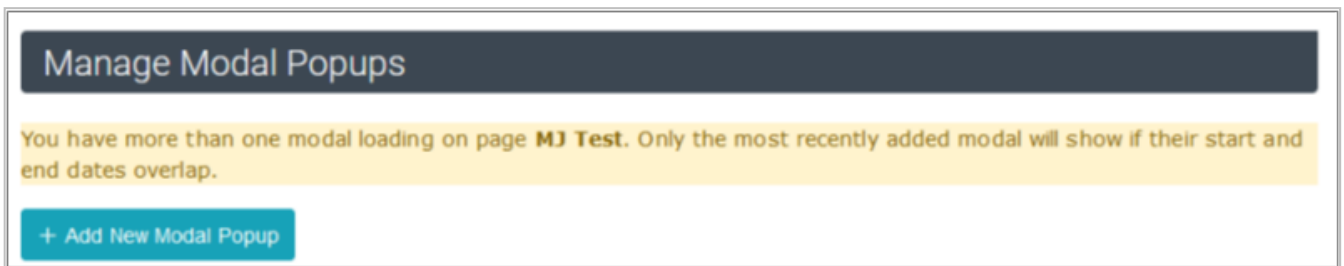 Manage Modal Popups
You have more than one modal loading on page MJ Test. Only the most recently added modal will show if their start and
end dates overlap.
+ Add New Modal Popup